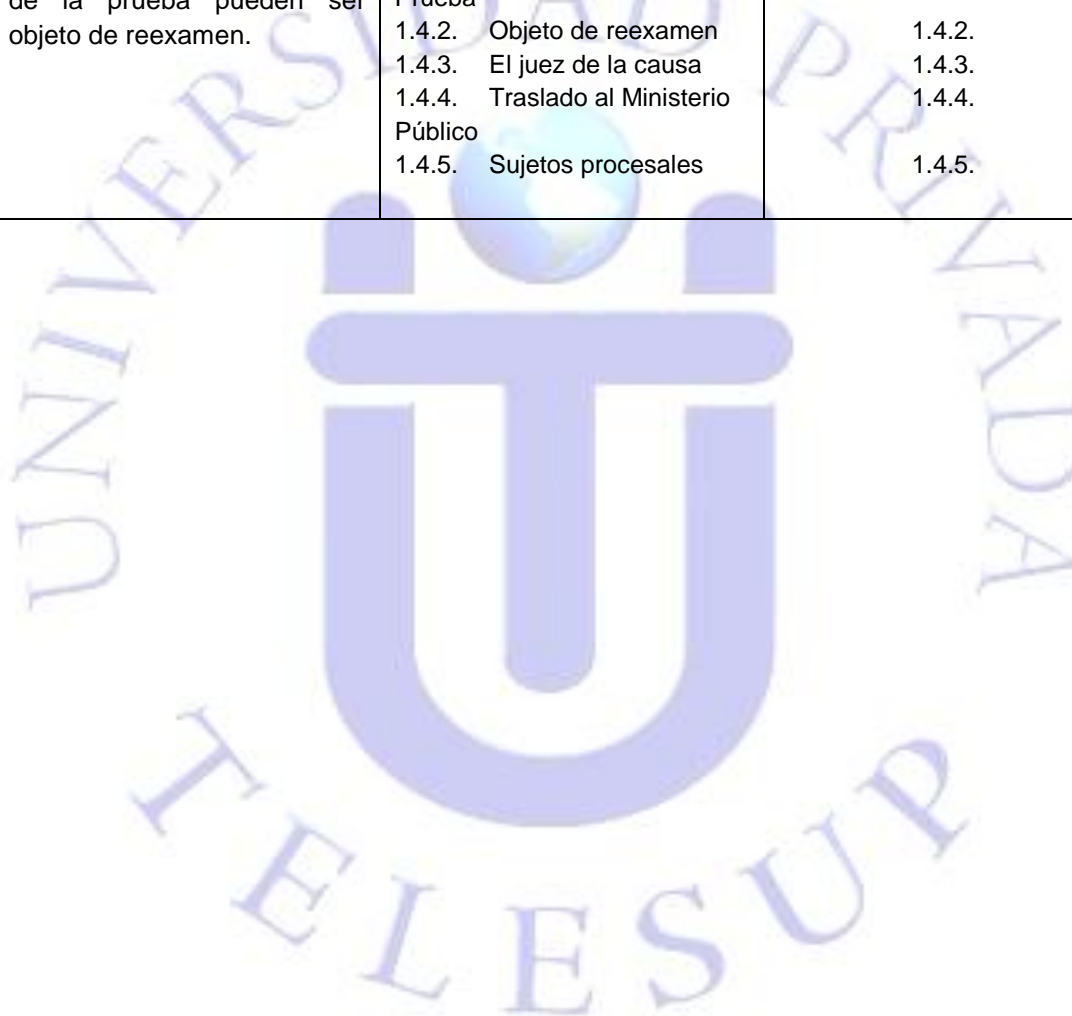 de la prueba pueden ser
objeto de reexamen.
Prueba
1.4.2. Objeto de reexamen
1.4.3. El juez de la causa
1.4.4. Traslado al Ministerio
Público
1.4.5. Sujetos procesales
1.4.2.
1.4.3.
1.4.4.
1.4.5.
UNIVERSIDAD PRIVADA
TELESUP